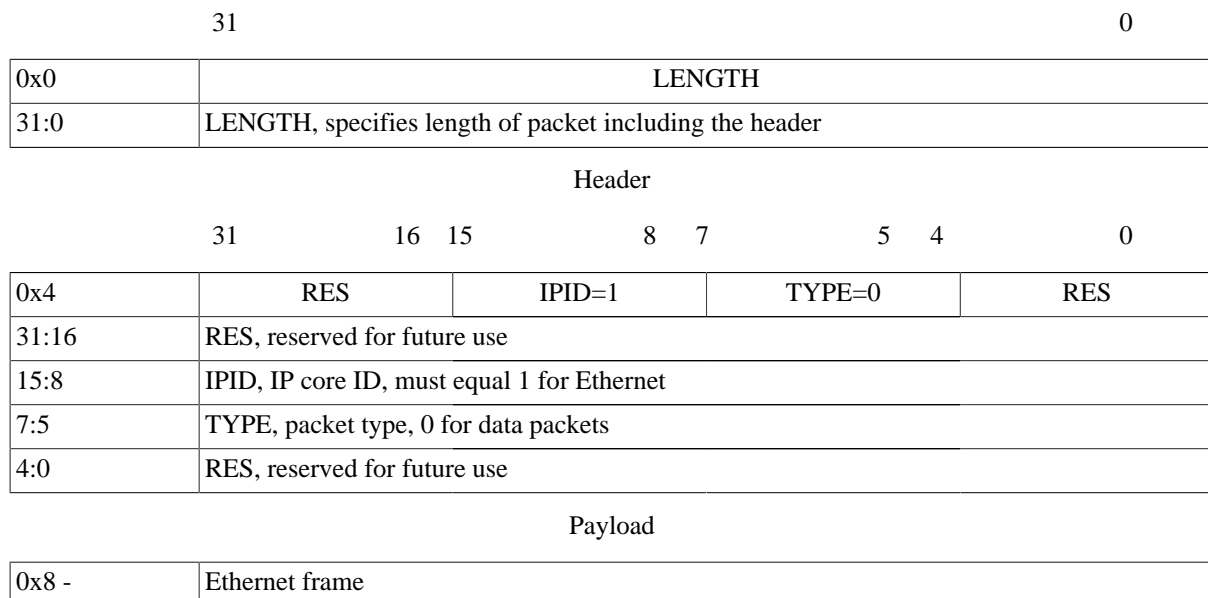 31 0
0x0 LENGTH
31:0 LENGTH, specifies length of packet including the header
Header
31 16 15 8 7 5 4 0
0x4 RES IPID=1 TYPE=0 RES
31:16 RES, reserved for future use
15:8 IPID, IP core ID, must equal 1 for Ethernet
7:5 TYPE, packet type, 0 for data packets
4:0 RES, reserved for future use
Payload
0x8 - Ethernet frame